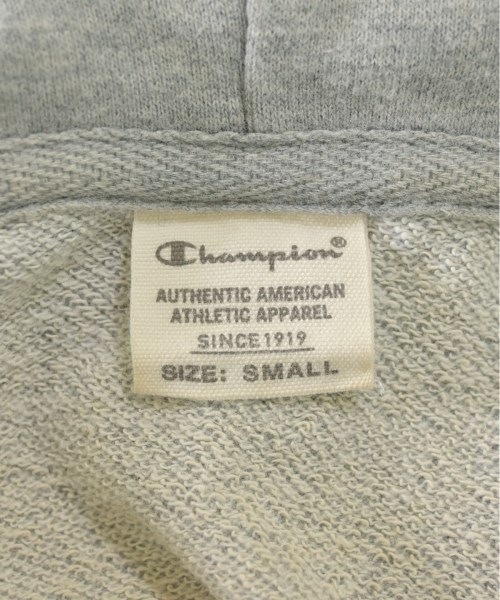 Champion®
AUTHENTIC AMERICAN
ATHLETIC APPAREL
SINCE 1919
SIZE: SMALL